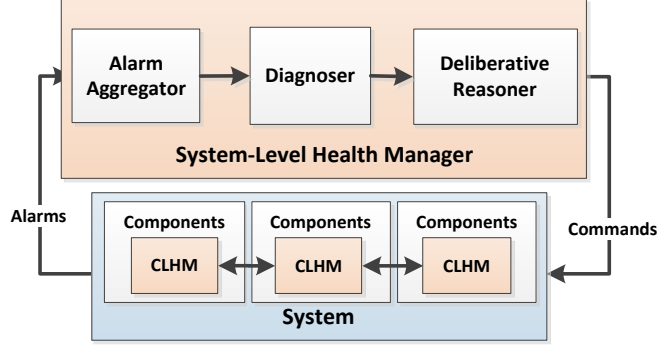 Alarm
Aggregator
Diagnoser
Deliberative
Reasoner
System-Level Health Manager
Alarms
Commands
Components
Components
Components
CLHM
CLHM
CLHM
System